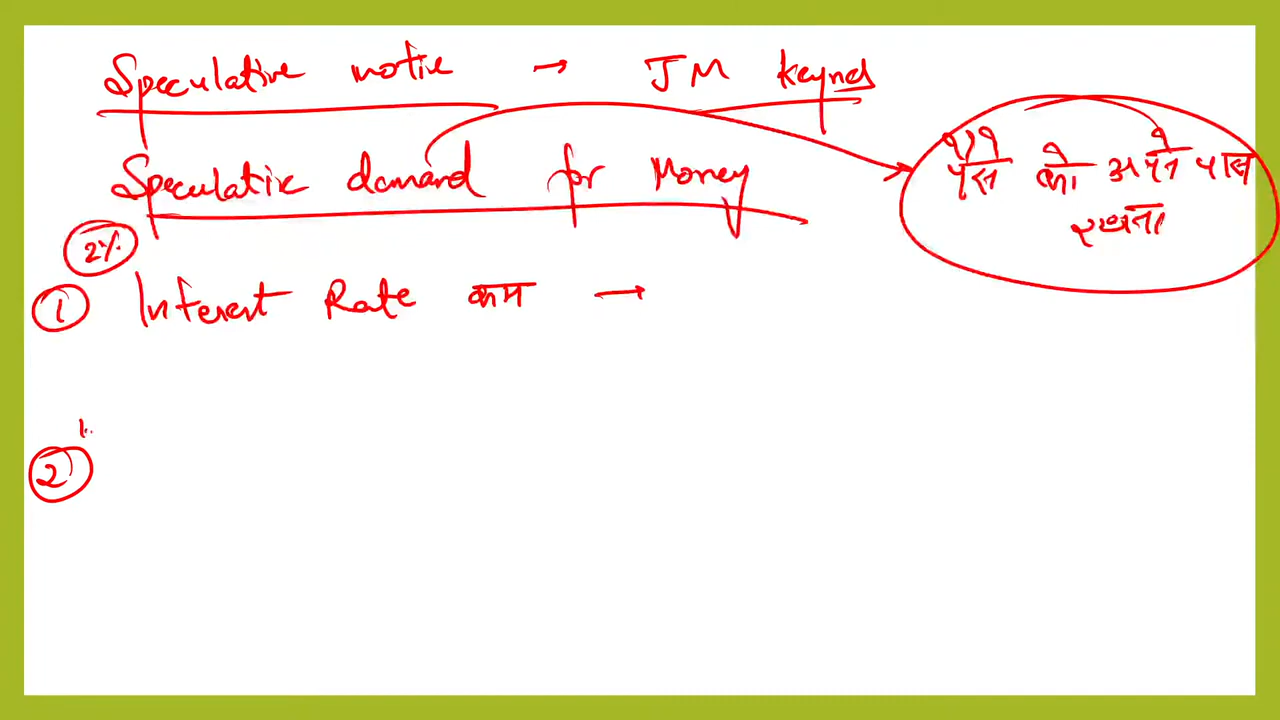 Speculative motive → JM Keynes
Speculative demand for Money
पैसे को अपने पास
रखना
2%
① Interest Rate कम →
②